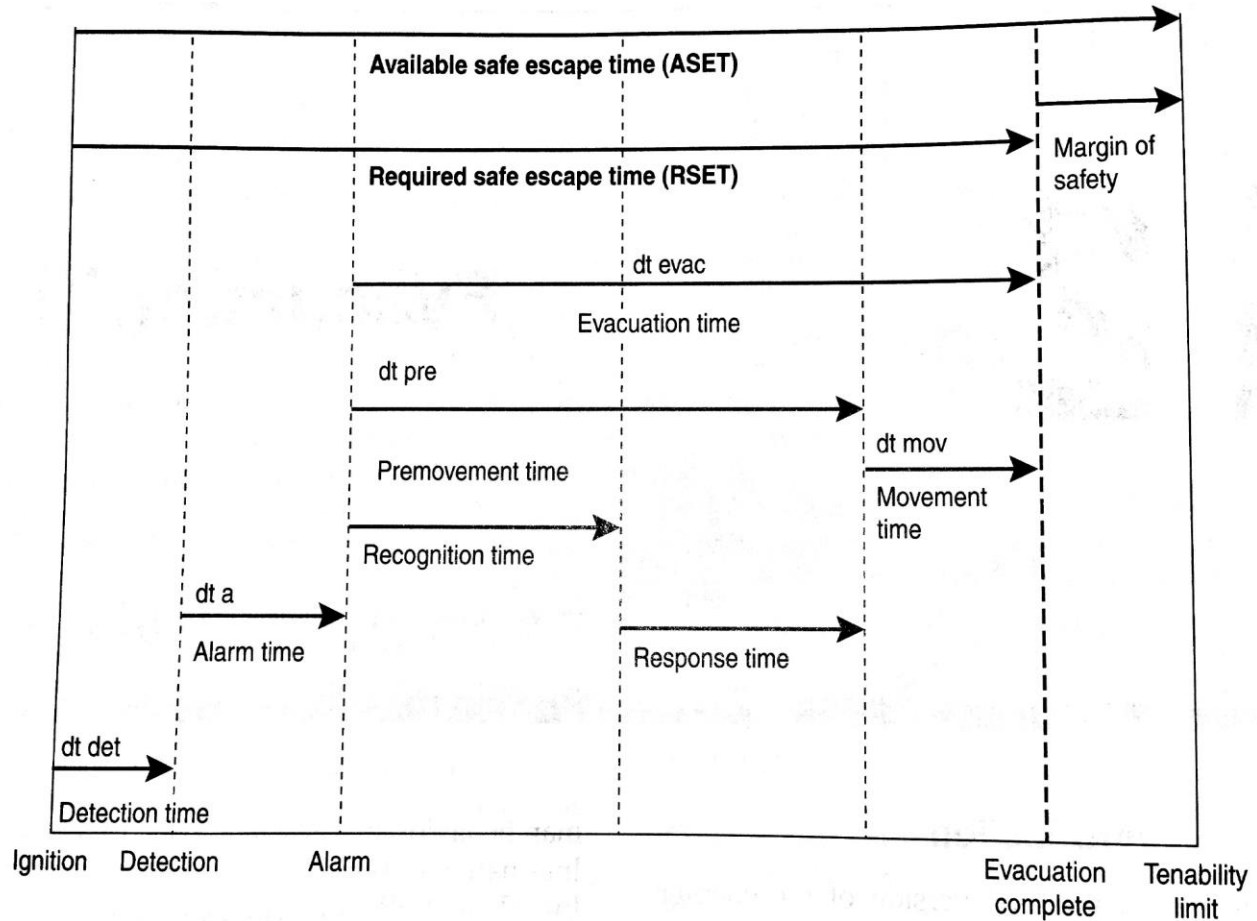 Available safe escape time (ASET)
Margin of
safety
Required safe escape time (RSET)
dt evac
Evacuation time
dt pre
Premovement time
dt mov
Movement
time
Recognition time
dt a
Alarm time
Response time
dt det
Detection time
Ignition
Detection
Alarm
Evacuation
complete
Tenability
limit